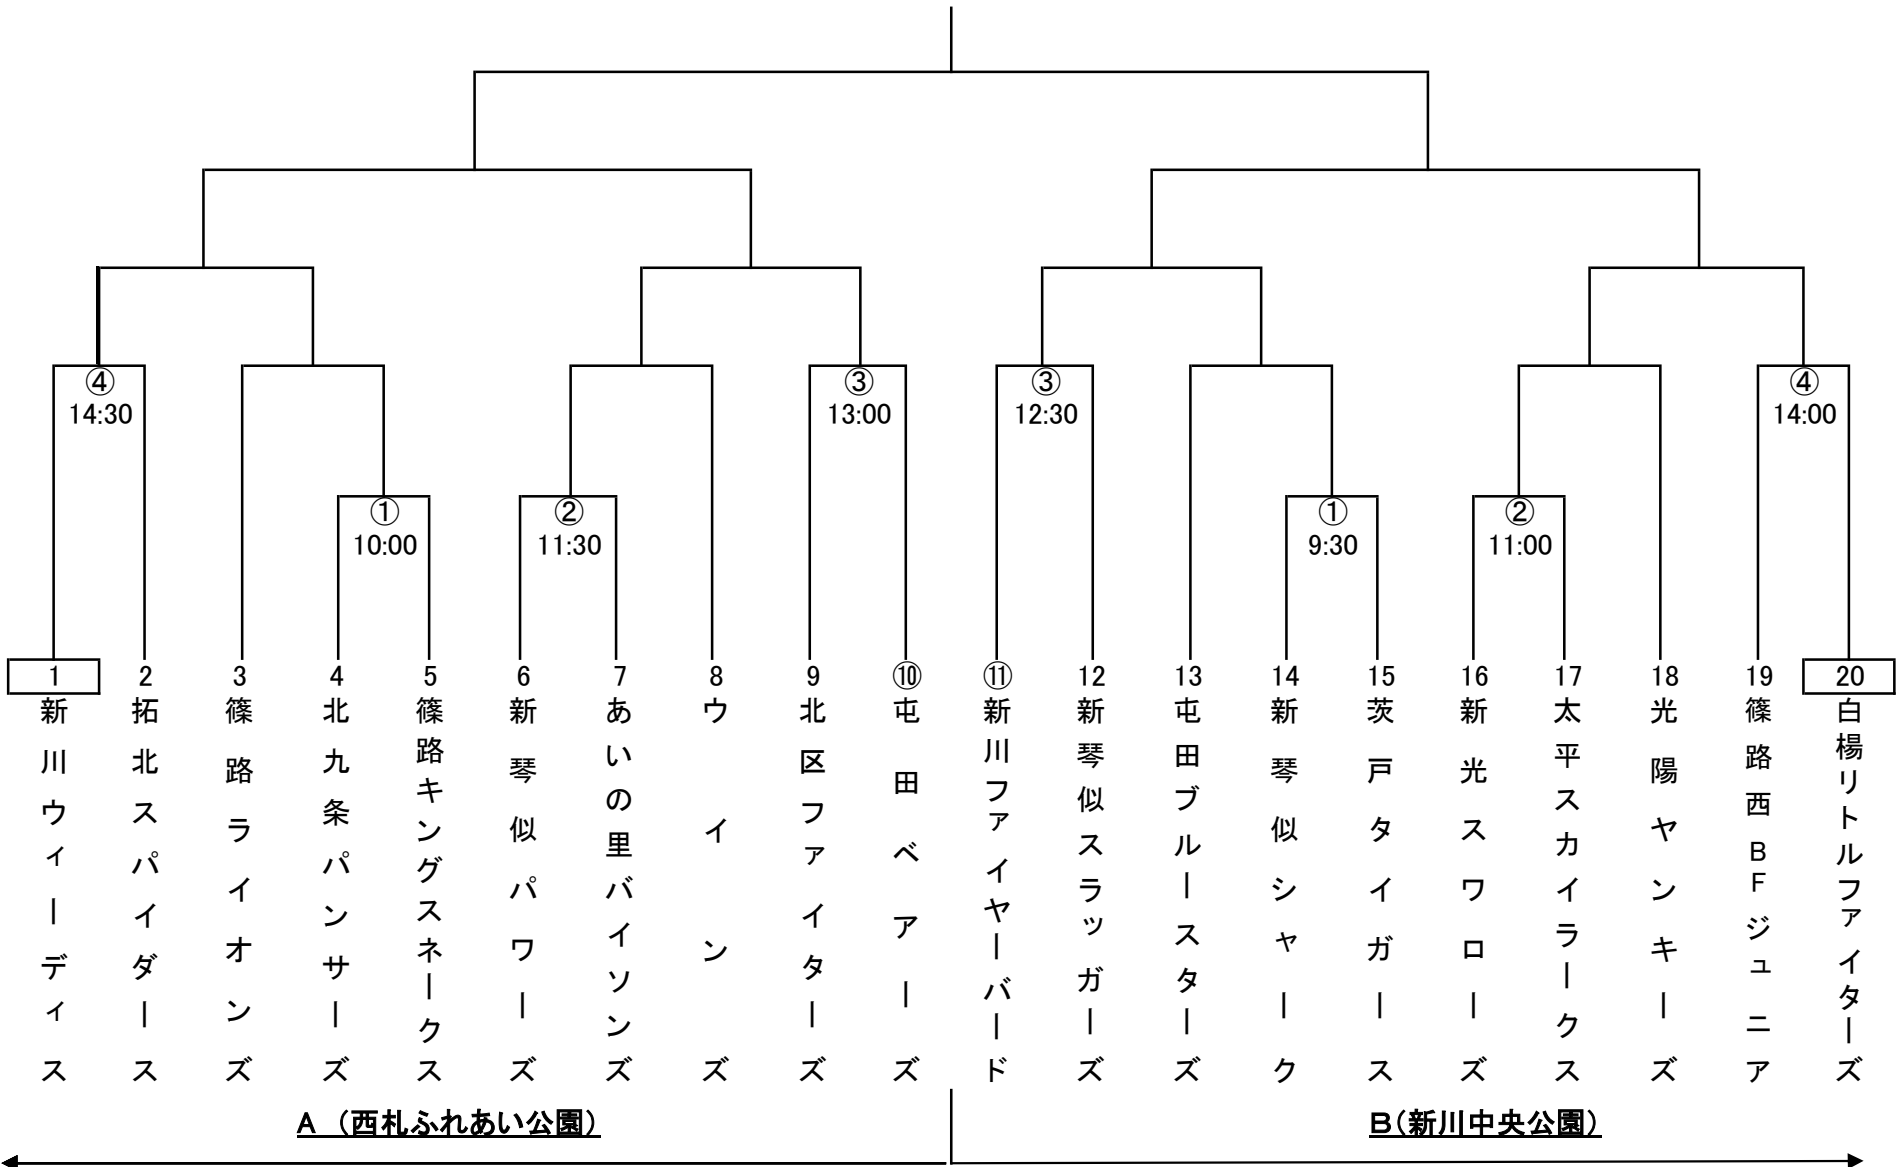 ④ ③ ③ ④
14:30 13:00 12:30 14:00
① ② ① ②
10:00 11:30 9:30 11:00
1 新川ウィーディス
2 拓北スパイダース
3 篠路ライオンズ
4 北九条パンサーズ
5 篠路キングスネークス
6 新琴似パワーズ
7 あいの里バイソンズ
8 ウインズ
9 北区ファイターズ
⑩ 屯田ベアーズ
⑪ 新川ファイヤーバード
12 新琴似スラッガーズ
13 屯田ブルースターズ
14 新琴似シャーク
15 茨戸タイガース
16 新光スワローズ
17 太平スカイラークス
18 光陽ヤンキーズ
19 篠路西BFジュニア
20 白楊リトルファイターズ
A (西札ふれあい公園)
B(新川中央公園)